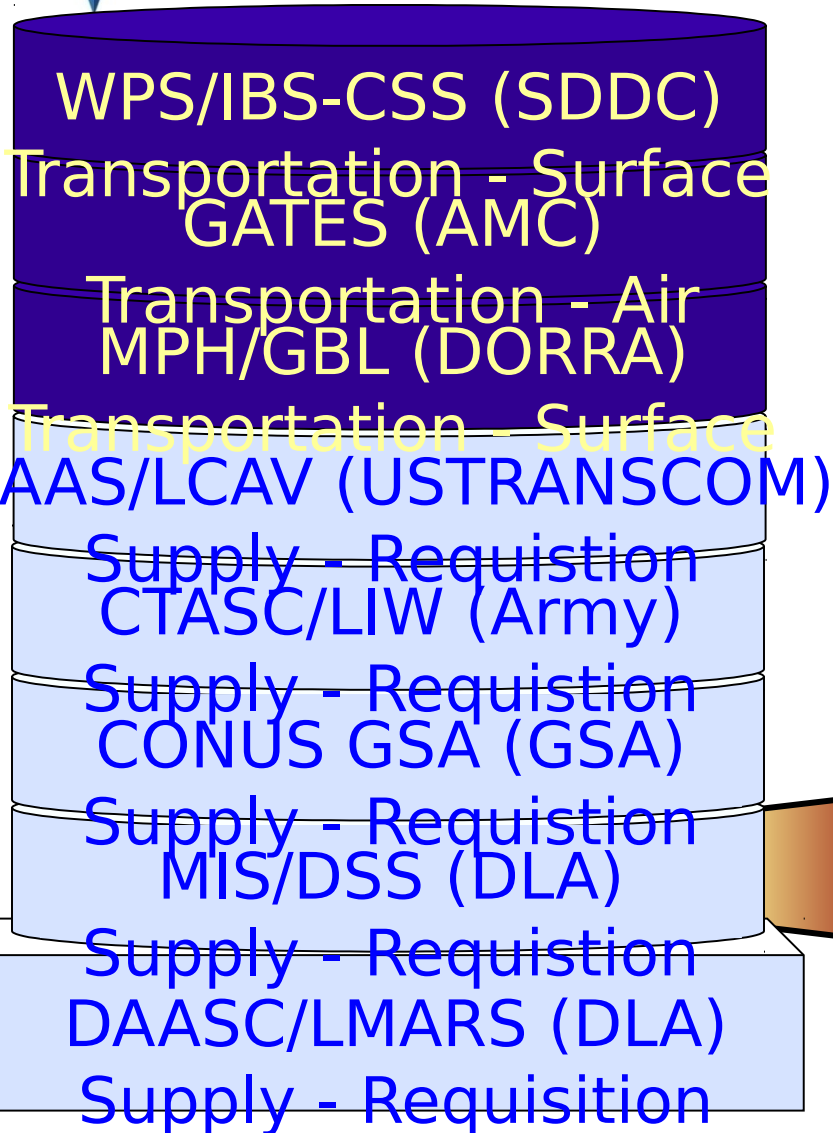 WPS/IBS-CSS (SDDC)
Transportation - Surface
GATES (AMC)
Transportation - Air
MPH/GBL (DORRA)
Transportation - Surface
AAS/LCAV (USTRANSCOM)
Supply - Requistion
CTASC/LIW (Army)
Supply - Requistion
CONUS GSA (GSA)
Supply - Requistion
MIS/DSS (DLA)
Supply - Requistion
DAASC/LMARS (DLA)
Supply - Requisition